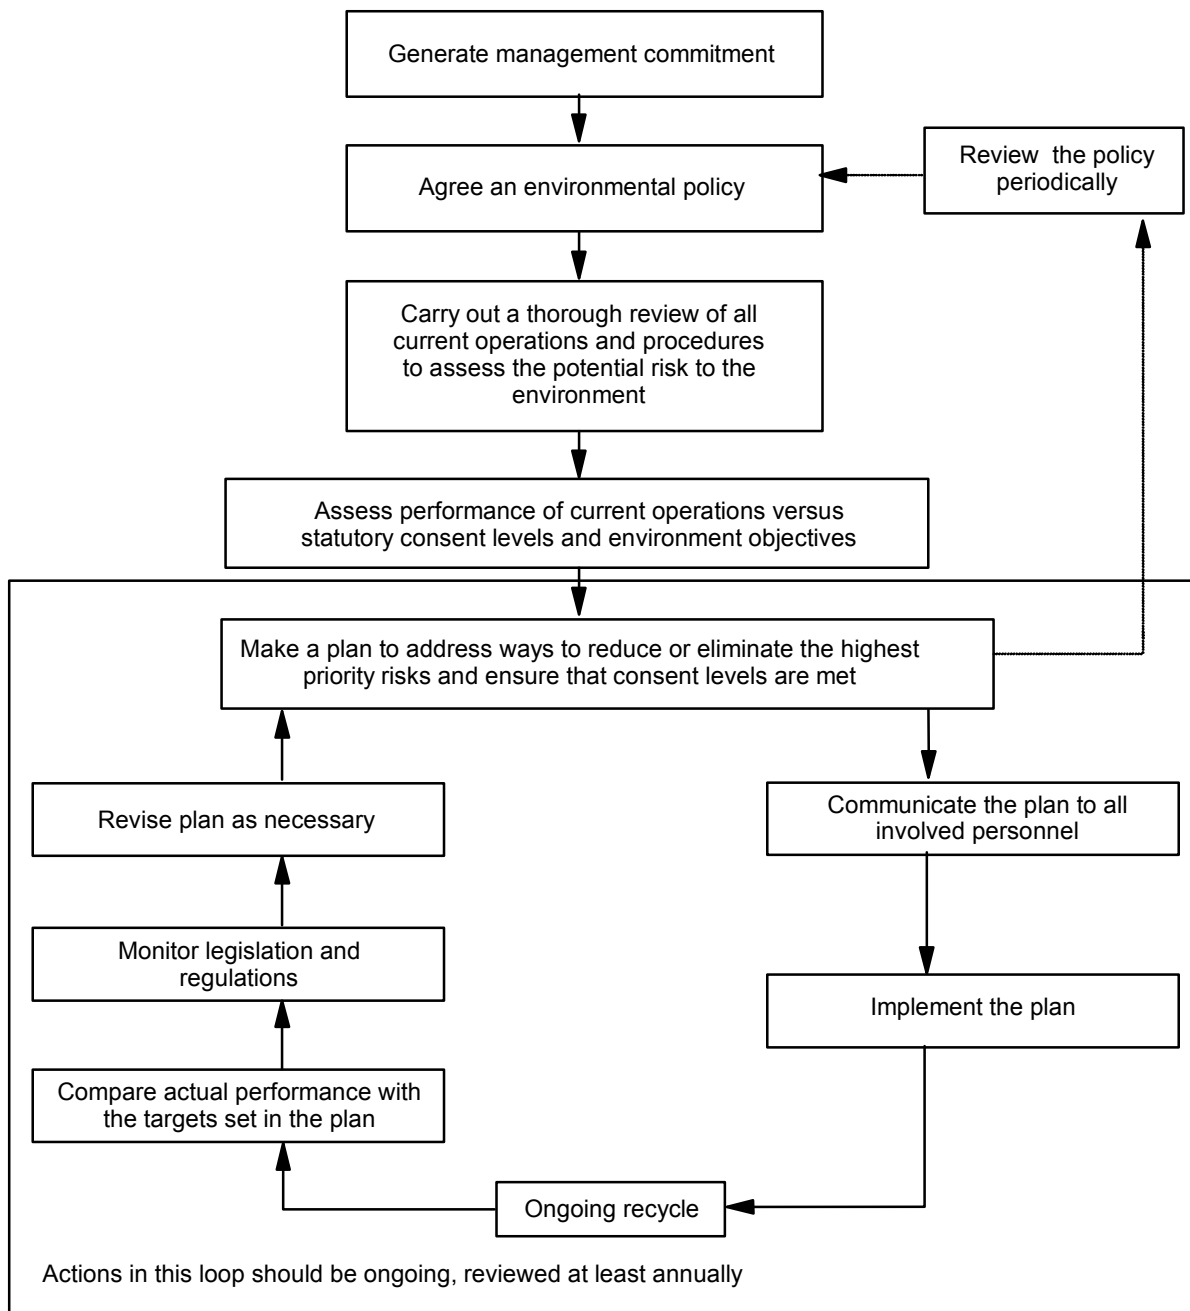 Generate management commitment
Agree an environmental policy
Review the policy
periodically
Carry out a thorough review of all
current operations and procedures
to assess the potential risk to the
environment
Assess performance of current operations versus
statutory consent levels and environment objectives
Make a plan to address ways to reduce or eliminate the highest
priority risks and ensure that consent levels are met
Communicate the plan to all
involved personnel
Implement the plan
Ongoing recycle
Compare actual performance with
the targets set in the plan
Monitor legislation and
regulations
Revise plan as necessary
Actions in this loop should be ongoing, reviewed at least annually